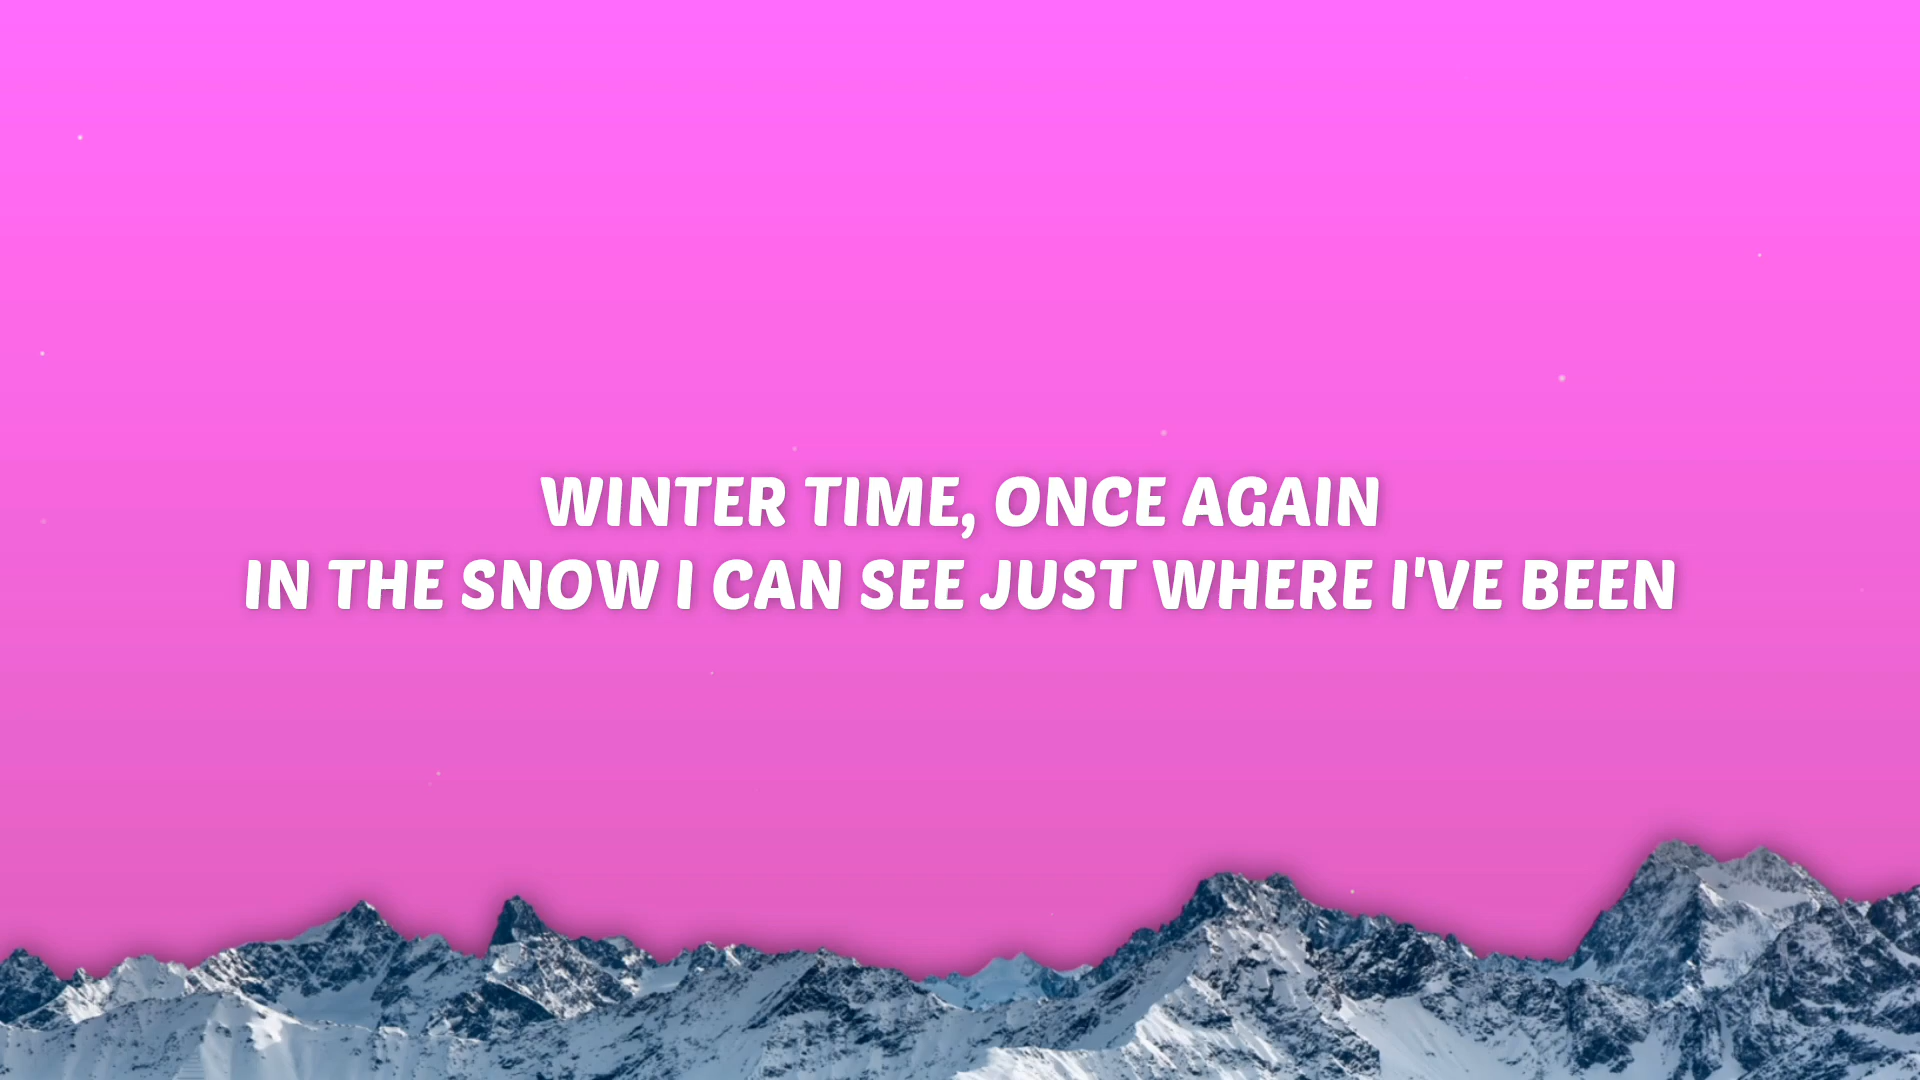 WINTER TIME, ONCE AGAIN
IN THE SNOW I CAN SEE JUST WHERE I'VE BEEN